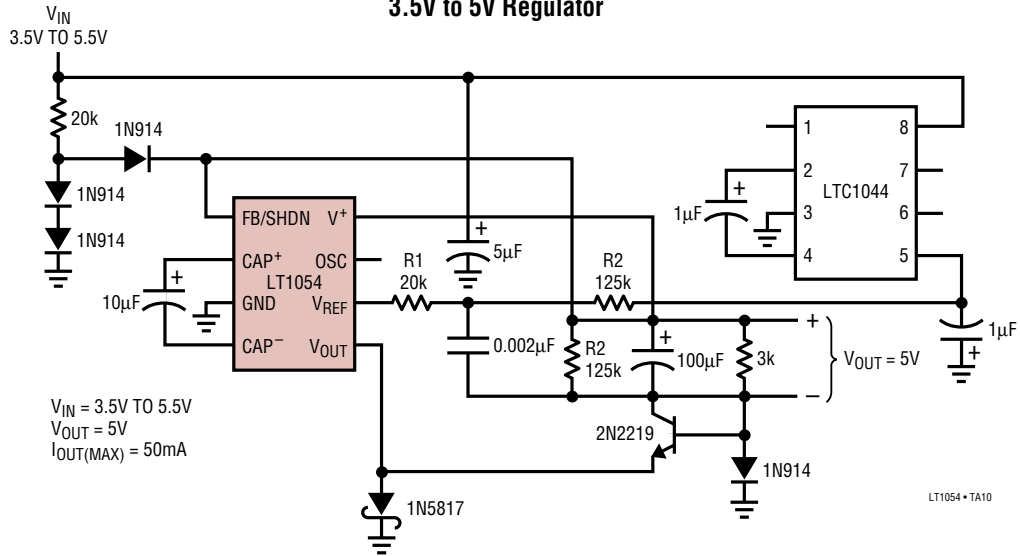 3.5V to 5V Regulator
VIN
3.5V TO 5.5V
20k
1N914
1N914
1N914
FB/SHDN V+
CAP+ OSC
LT1054
GND VREF
CAP− VOUT
10µF
+
5µF
+
R1
20k
R2
125k
0.002µF
R2
125k
100µF
+
3k
+
VOUT = 5V
−
1 8
2 7
LTC1044
3 6
4 5
1µF
+
1µF
+
2N2219
1N914
1N5817
VIN = 3.5V TO 5.5V
VOUT = 5V
IOUT(MAX) = 50mA
LT1054 • TA10